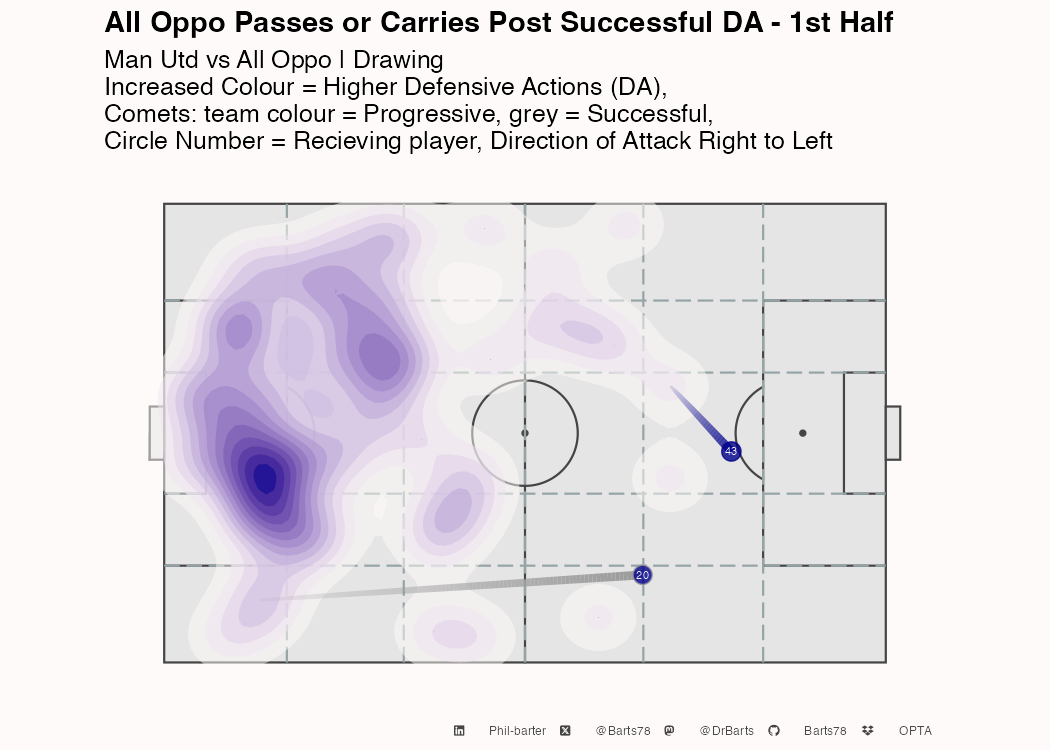 All Oppo Passes or Carries Post Successful DA - 1st Half
Man Utd vs All Oppo | Drawing
Increased Colour = Higher Defensive Actions (DA),
Comets: team colour = Progressive, grey = Successful,
Circle Number = Recieving player, Direction of Attack Right to Left
43
20
Phil-barter @Barts78 @DrBarts Barts78 OPTA